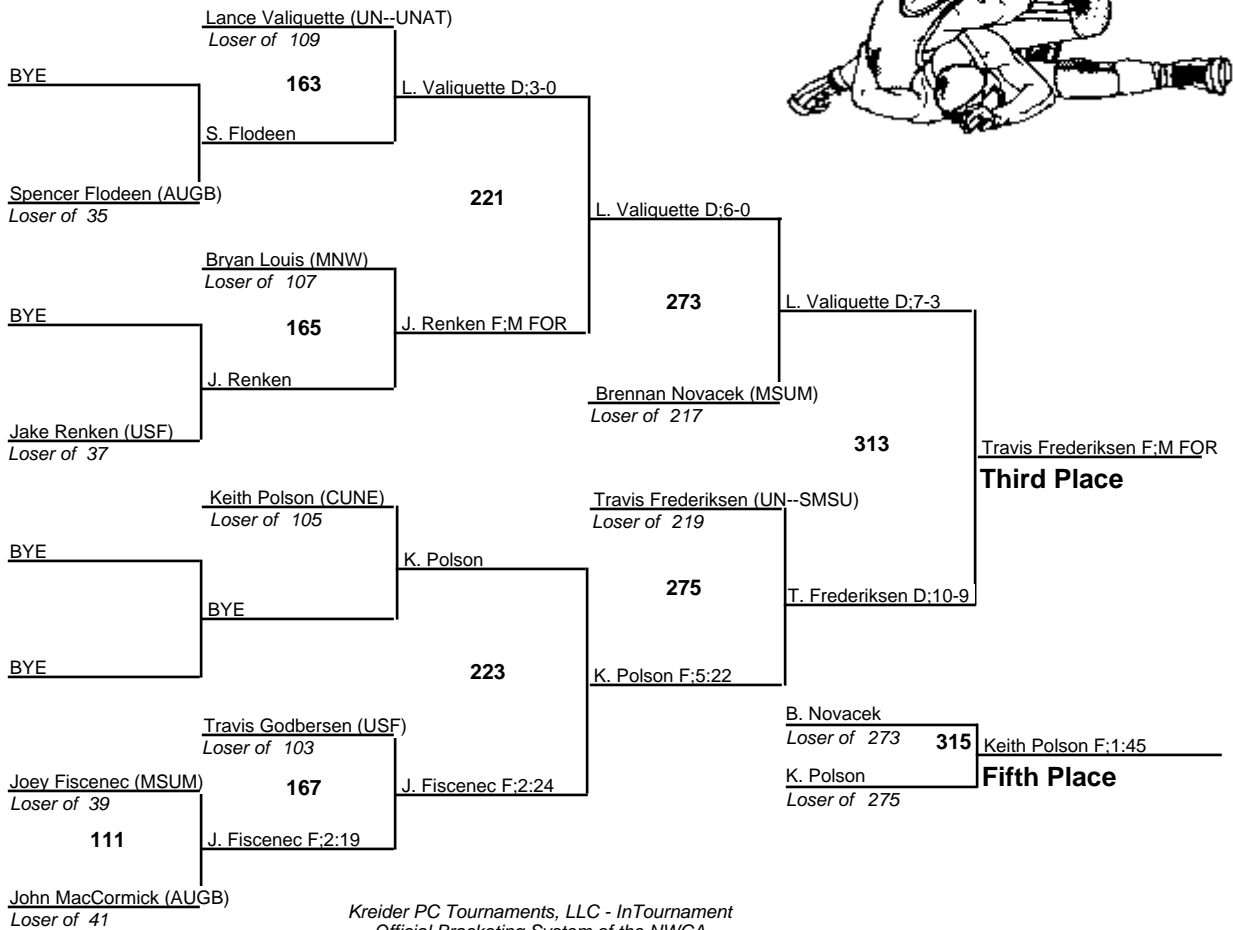 Lance Valiquette (UN--UNAT)
Loser of 109
BYE
163
L. Valiquette D;3-0
S. Flodeen
Spencer Flodeen (AUGB)
Loser of 35
221
L. Valiquette D;6-0
Bryan Louis (MNW)
Loser of 107
BYE
165
J. Renken F;M FOR
273
L. Valiquette D;7-3
J. Renken
Brennan Novacek (MSUM)
Loser of 217
Jake Renken (USF)
Loser of 37
313
Travis Frederiksen F;M FOR
Third Place
Keith Polson (CUNE)
Loser of 105
Travis Frederiksen (UN--SMSU)
Loser of 219
BYE
K. Polson
275
T. Frederiksen D;10-9
BYE
BYE
223
K. Polson F;5:22
Travis Godbersen (USF)
Loser of 103
B. Novacek
Loser of 273
315
Keith Polson F;1:45
Fifth Place
K. Polson
Loser of 275
Joey Fiscenec (MSUM)
Loser of 39
167
J. Fiscenec F;2:24
111
J. Fiscenec F;2:19
John MacCormick (AUGB)
Loser of 41
Kreider PC Tournaments, LLC - InTournament
Official Bracketing System of the NWCA